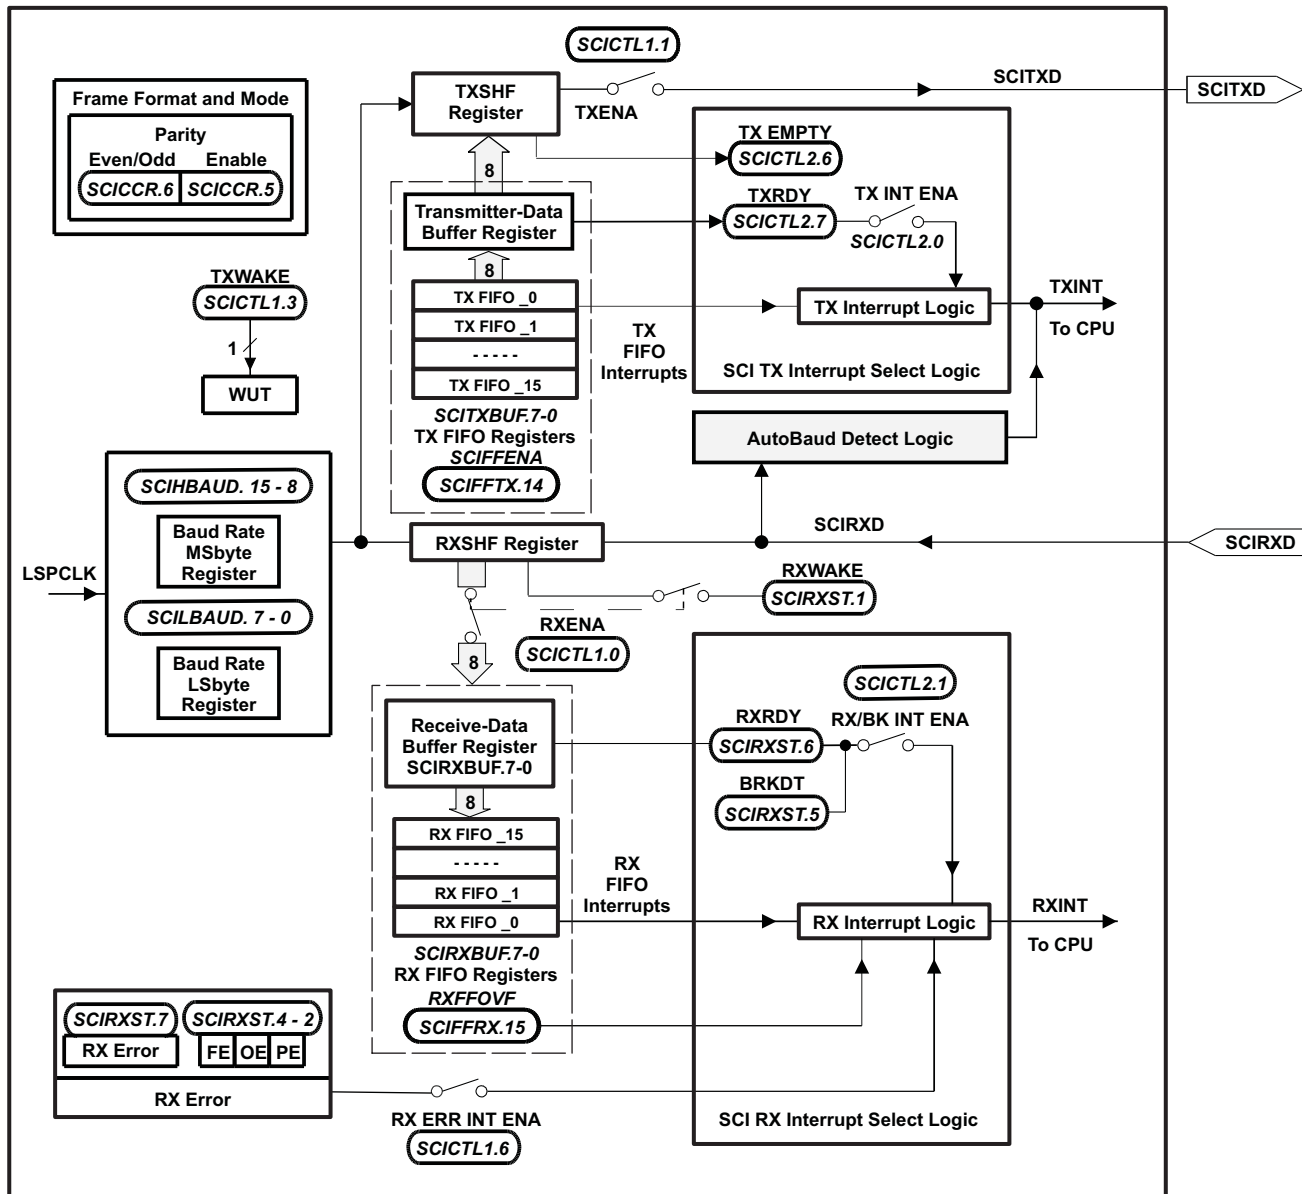 SCICTL1.1
Frame Format and Mode
Parity
Even/Odd Enable
SCICCR.6 SCICCR.5
TXSHF
Register
TXENA
SCITXD
SCITXD
8
TX EMPTY
SCICTL2.6
Transmitter-Data
Buffer Register
TXRDY
SCICTL2.7
TX INT ENA
SCICTL2.0
8
TX FIFO _0
TX FIFO _1
- - - - -
TX FIFO _15
SCITXBUF.7-0
TX FIFO Registers
SCIFFENA
SCIFFTX.14
TX
FIFO
Interrupts
TX Interrupt Logic
TXINT
To CPU
SCI TX Interrupt Select Logic
TXWAKE
SCICTL1.3
1
WUT
AutoBaud Detect Logic
LSPCLK
SCIHBAUD. 15 - 8
Baud Rate
MSbyte
Register
SCILBAUD. 7 - 0
Baud Rate
LSbyte
Register
RXSHF Register
SCIRXD
SCIRXD
RXWAKE
SCIRXST.1
RXENA
SCICTL1.0
8
Receive-Data
Buffer Register
SCIRXBUF.7-0
8
RX FIFO _15
- - - - -
RX FIFO _1
RX FIFO _0
SCIRXBUF.7-0
RX FIFO Registers
RXFFOVF
SCIFFRX.15
RX
FIFO
Interrupts
SCICTL2.1
RXRDY
RX/BK INT ENA
SCIRXST.6
BRKDT
SCIRXST.5
RX Interrupt Logic
RXINT
To CPU
SCI RX Interrupt Select Logic
SCIRXST.7 SCIRXST.4 - 2
RX Error FE OE PE
RX Error
RX ERR INT ENA
SCICTL1.6